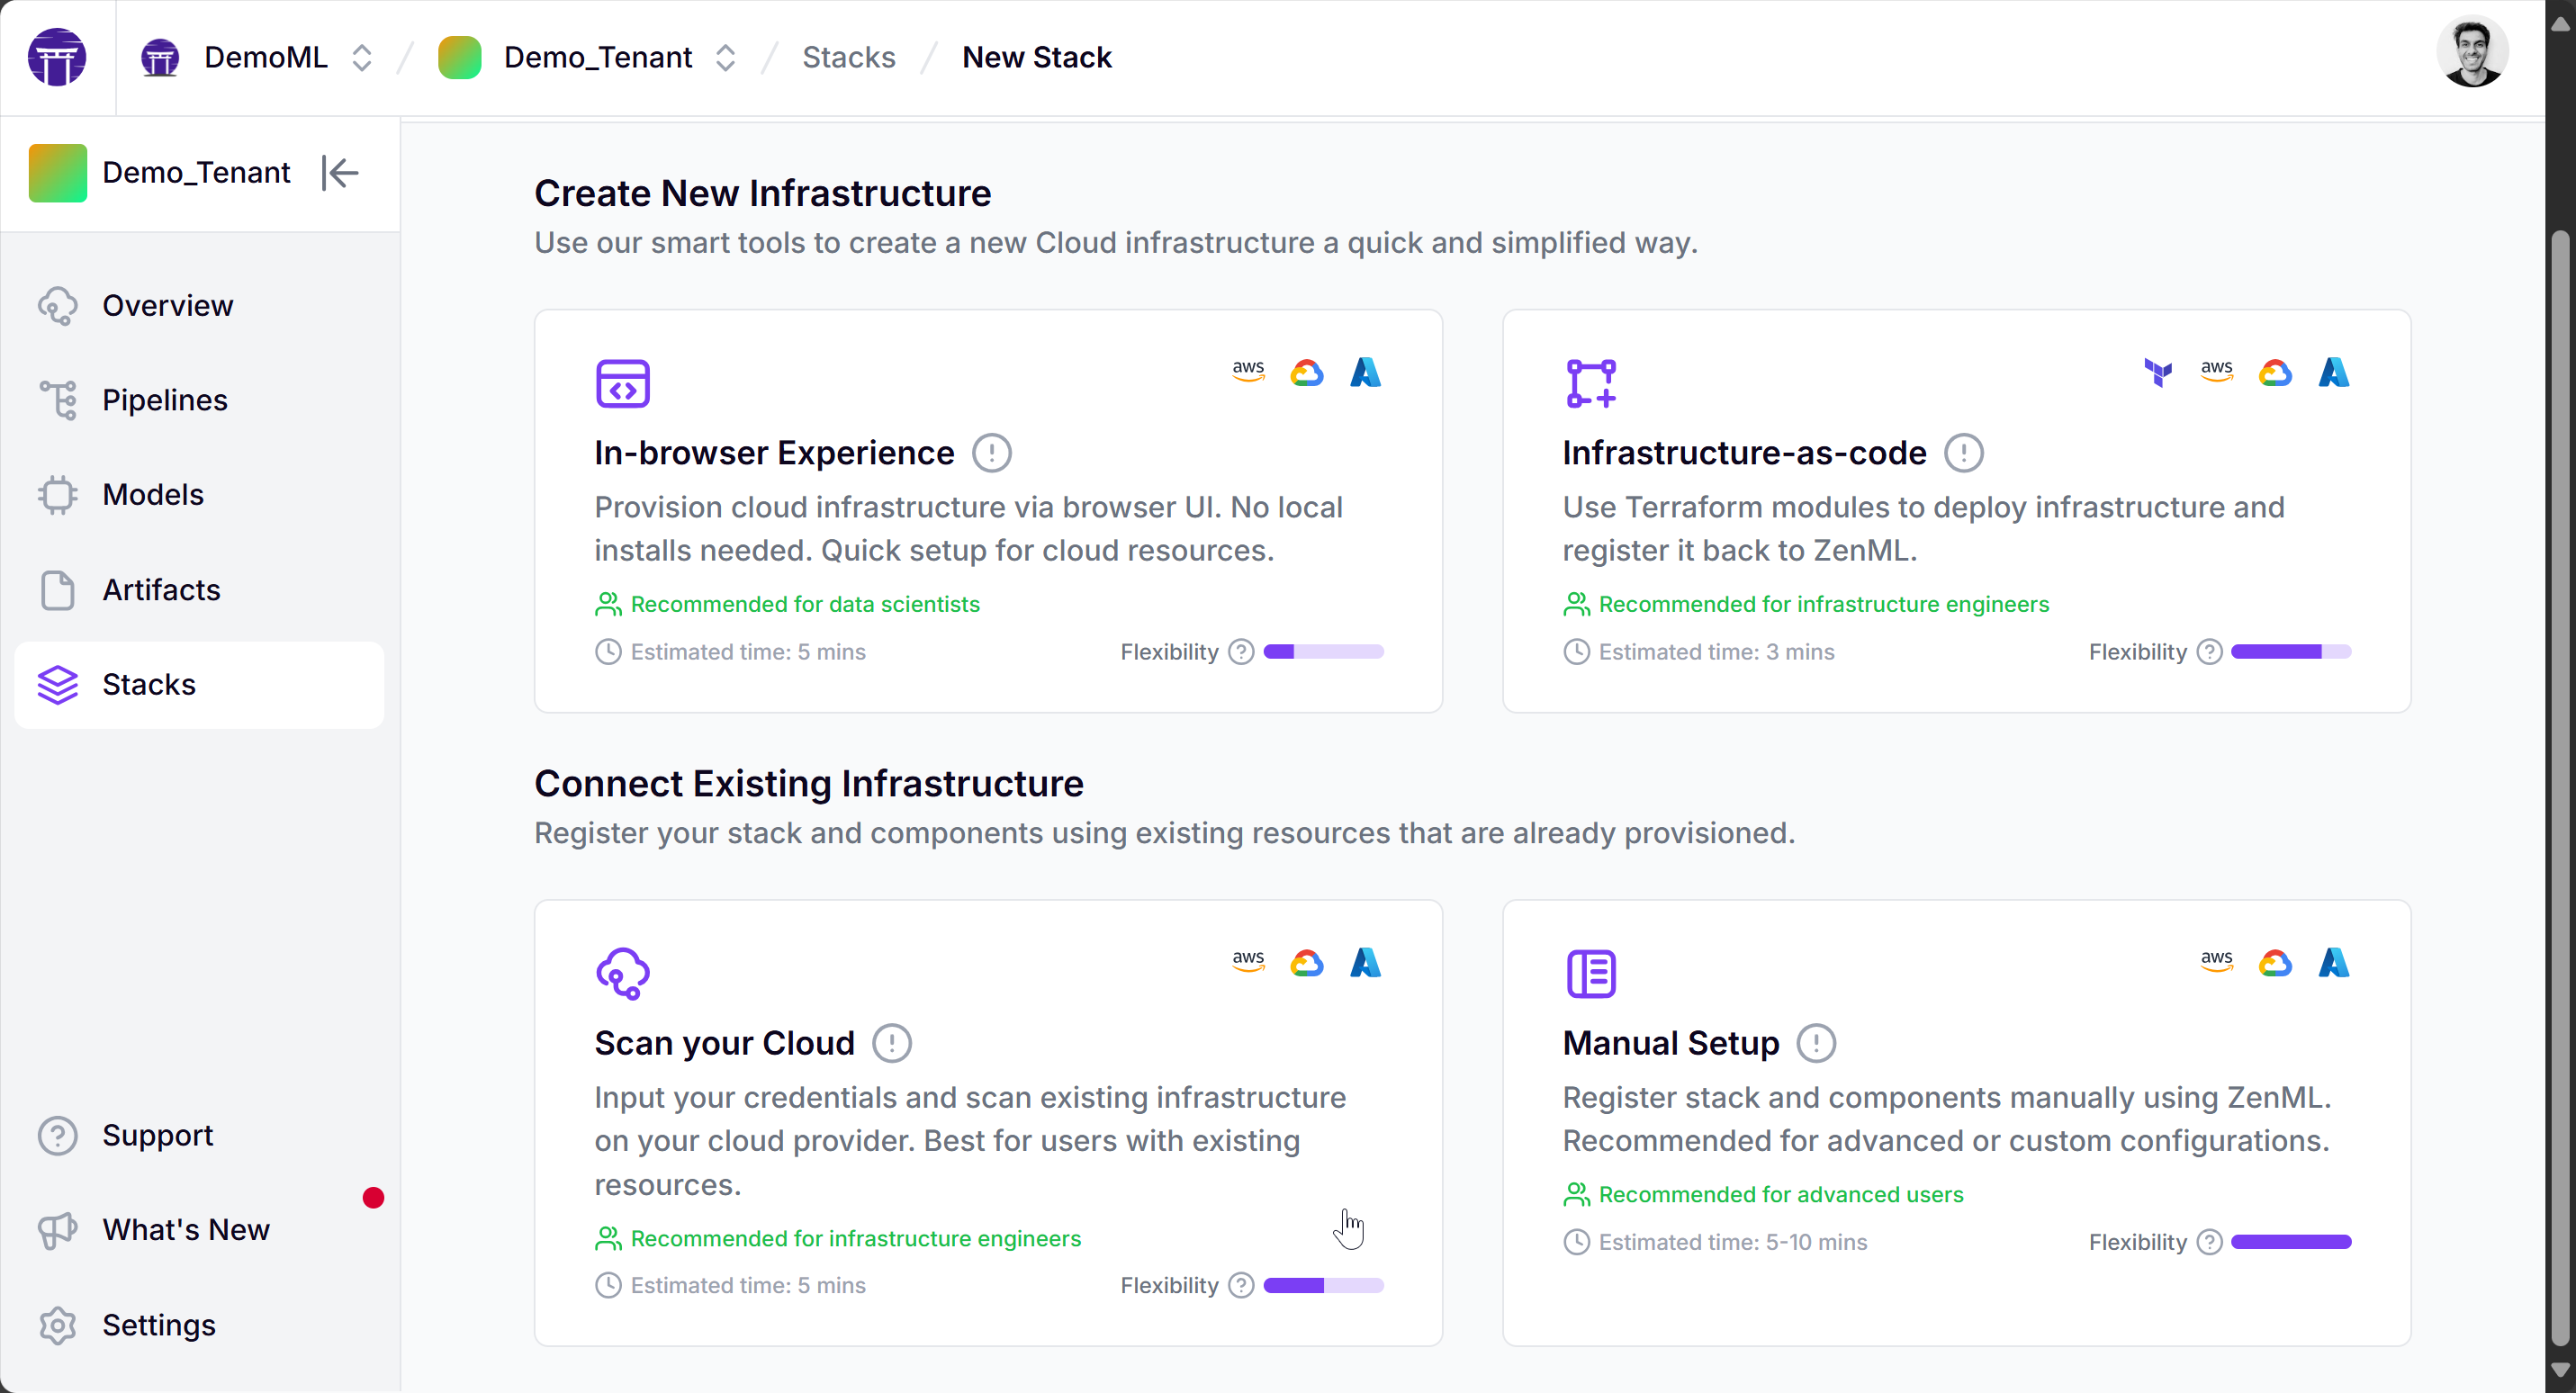 DemoML / Demo_Tenant / Stacks / New Stack
Demo_Tenant
Overview
Pipelines
Models
Artifacts
Stacks
Support
What's New
Settings
Create New Infrastructure
Use our smart tools to create a new Cloud infrastructure a quick and simplified way.
aws
In-browser Experience
Provision cloud infrastructure via browser UI. No local
installs needed. Quick setup for cloud resources.
Recommended for data scientists
Estimated time: 5 mins
Flexibility
aws
Infrastructure-as-code
Use Terraform modules to deploy infrastructure and
register it back to ZenML.
Recommended for infrastructure engineers
Estimated time: 3 mins
Flexibility
Connect Existing Infrastructure
Register your stack and components using existing resources that are already provisioned.
aws
Scan your Cloud
Input your credentials and scan existing infrastructure
on your cloud provider. Best for users with existing
resources.
Recommended for infrastructure engineers
Estimated time: 5 mins
Flexibility
aws
Manual Setup
Register stack and components manually using ZenML.
Recommended for advanced or custom configurations.
Recommended for advanced users
Estimated time: 5-10 mins
Flexibility